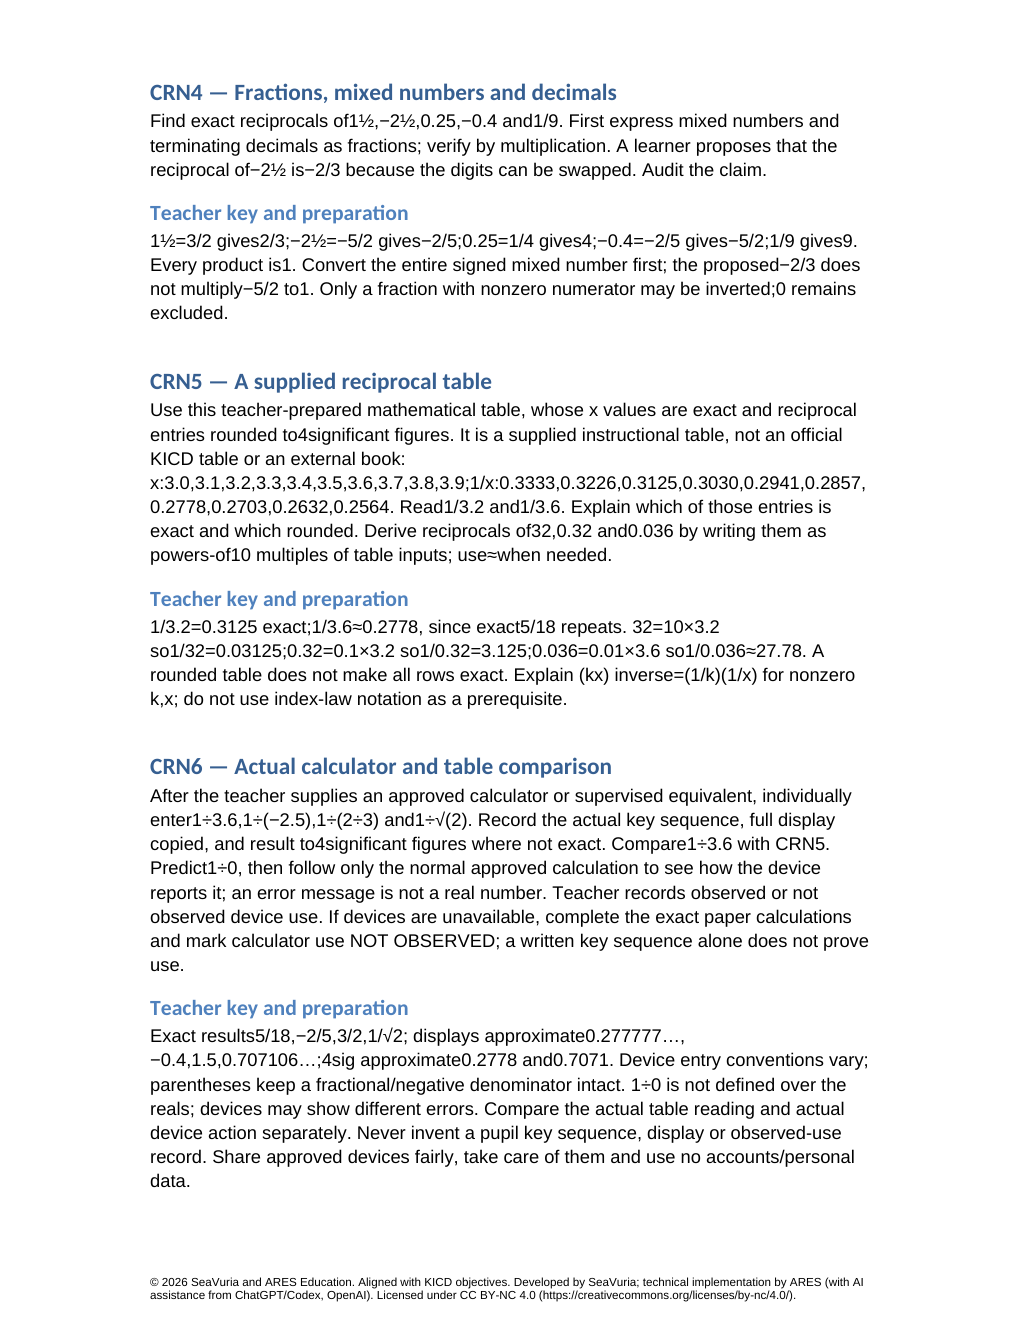 CRN4 — Fractions, mixed numbers and decimals
Find exact reciprocals of1½,−2½,0.25,−0.4 and1/9. First express mixed numbers and
terminating decimals as fractions; verify by multiplication. A learner proposes that the
reciprocal of−2½ is−2/3 because the digits can be swapped. Audit the claim.
Teacher key and preparation
1½=3/2 gives2/3;−2½=−5/2 gives−2/5;0.25=1/4 gives4;−0.4=−2/5 gives−5/2;1/9 gives9.
Every product is1. Convert the entire signed mixed number first; the proposed−2/3 does
not multiply−5/2 to1. Only a fraction with nonzero numerator may be inverted;0 remains
excluded.
CRN5 — A supplied reciprocal table
Use this teacher-prepared mathematical table, whose x values are exact and reciprocal
entries rounded to4significant figures. It is a supplied instructional table, not an official
KICD table or an external book:
x:3.0,3.1,3.2,3.3,3.4,3.5,3.6,3.7,3.8,3.9;1/x:0.3333,0.3226,0.3125,0.3030,0.2941,0.2857,
0.2778,0.2703,0.2632,0.2564. Read1/3.2 and1/3.6. Explain which of those entries is
exact and which rounded. Derive reciprocals of32,0.32 and0.036 by writing them as
powers-of10 multiples of table inputs; use≈when needed.
Teacher key and preparation
1/3.2=0.3125 exact;1/3.6≈0.2778, since exact5/18 repeats. 32=10×3.2
so1/32=0.03125;0.32=0.1×3.2 so1/0.32=3.125;0.036=0.01×3.6 so1/0.036≈27.78. A
rounded table does not make all rows exact. Explain (kx) inverse=(1/k)(1/x) for nonzero
k,x; do not use index-law notation as a prerequisite.
CRN6 — Actual calculator and table comparison
After the teacher supplies an approved calculator or supervised equivalent, individually
enter1÷3.6,1÷(−2.5),1÷(2÷3) and1÷√(2). Record the actual key sequence, full display
copied, and result to4significant figures where not exact. Compare1÷3.6 with CRN5.
Predict1÷0, then follow only the normal approved calculation to see how the device
reports it; an error message is not a real number. Teacher records observed or not
observed device use. If devices are unavailable, complete the exact paper calculations
and mark calculator use NOT OBSERVED; a written key sequence alone does not prove
use.
Teacher key and preparation
Exact results5/18,−2/5,3/2,1/√2; displays approximate0.277777…,
−0.4,1.5,0.707106…;4sig approximate0.2778 and0.7071. Device entry conventions vary;
parentheses keep a fractional/negative denominator intact. 1÷0 is not defined over the
reals; devices may show different errors. Compare the actual table reading and actual
device action separately. Never invent a pupil key sequence, display or observed-use
record. Share approved devices fairly, take care of them and use no accounts/personal
data.
© 2026 SeaVuria and ARES Education. Aligned with KICD objectives. Developed by SeaVuria; technical implementation by ARES (with AI
assistance from ChatGPT/Codex, OpenAI). Licensed under CC BY-NC 4.0 (https://creativecommons.org/licenses/by-nc/4.0/).